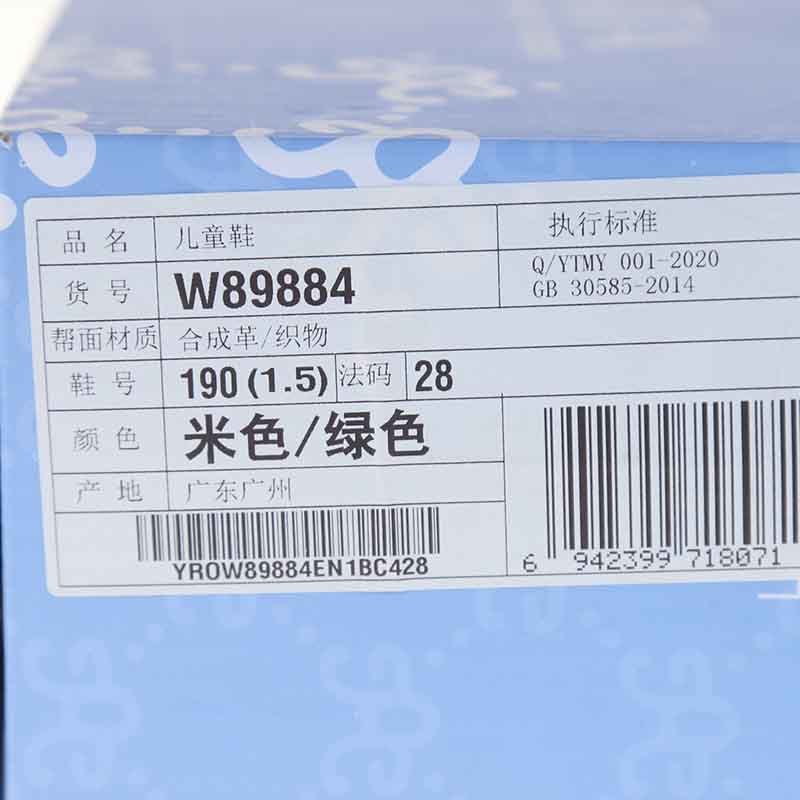 品名 儿童鞋 执行标准
货号 W89884 Q/YTMY 001-2020
GB 30585-2014
帮面材质 合成革/织物
鞋号 190(1.5) 法码 28
颜色 米色/绿色
产地 广东广州
YROW89884EN1BC428
6 942399 718071